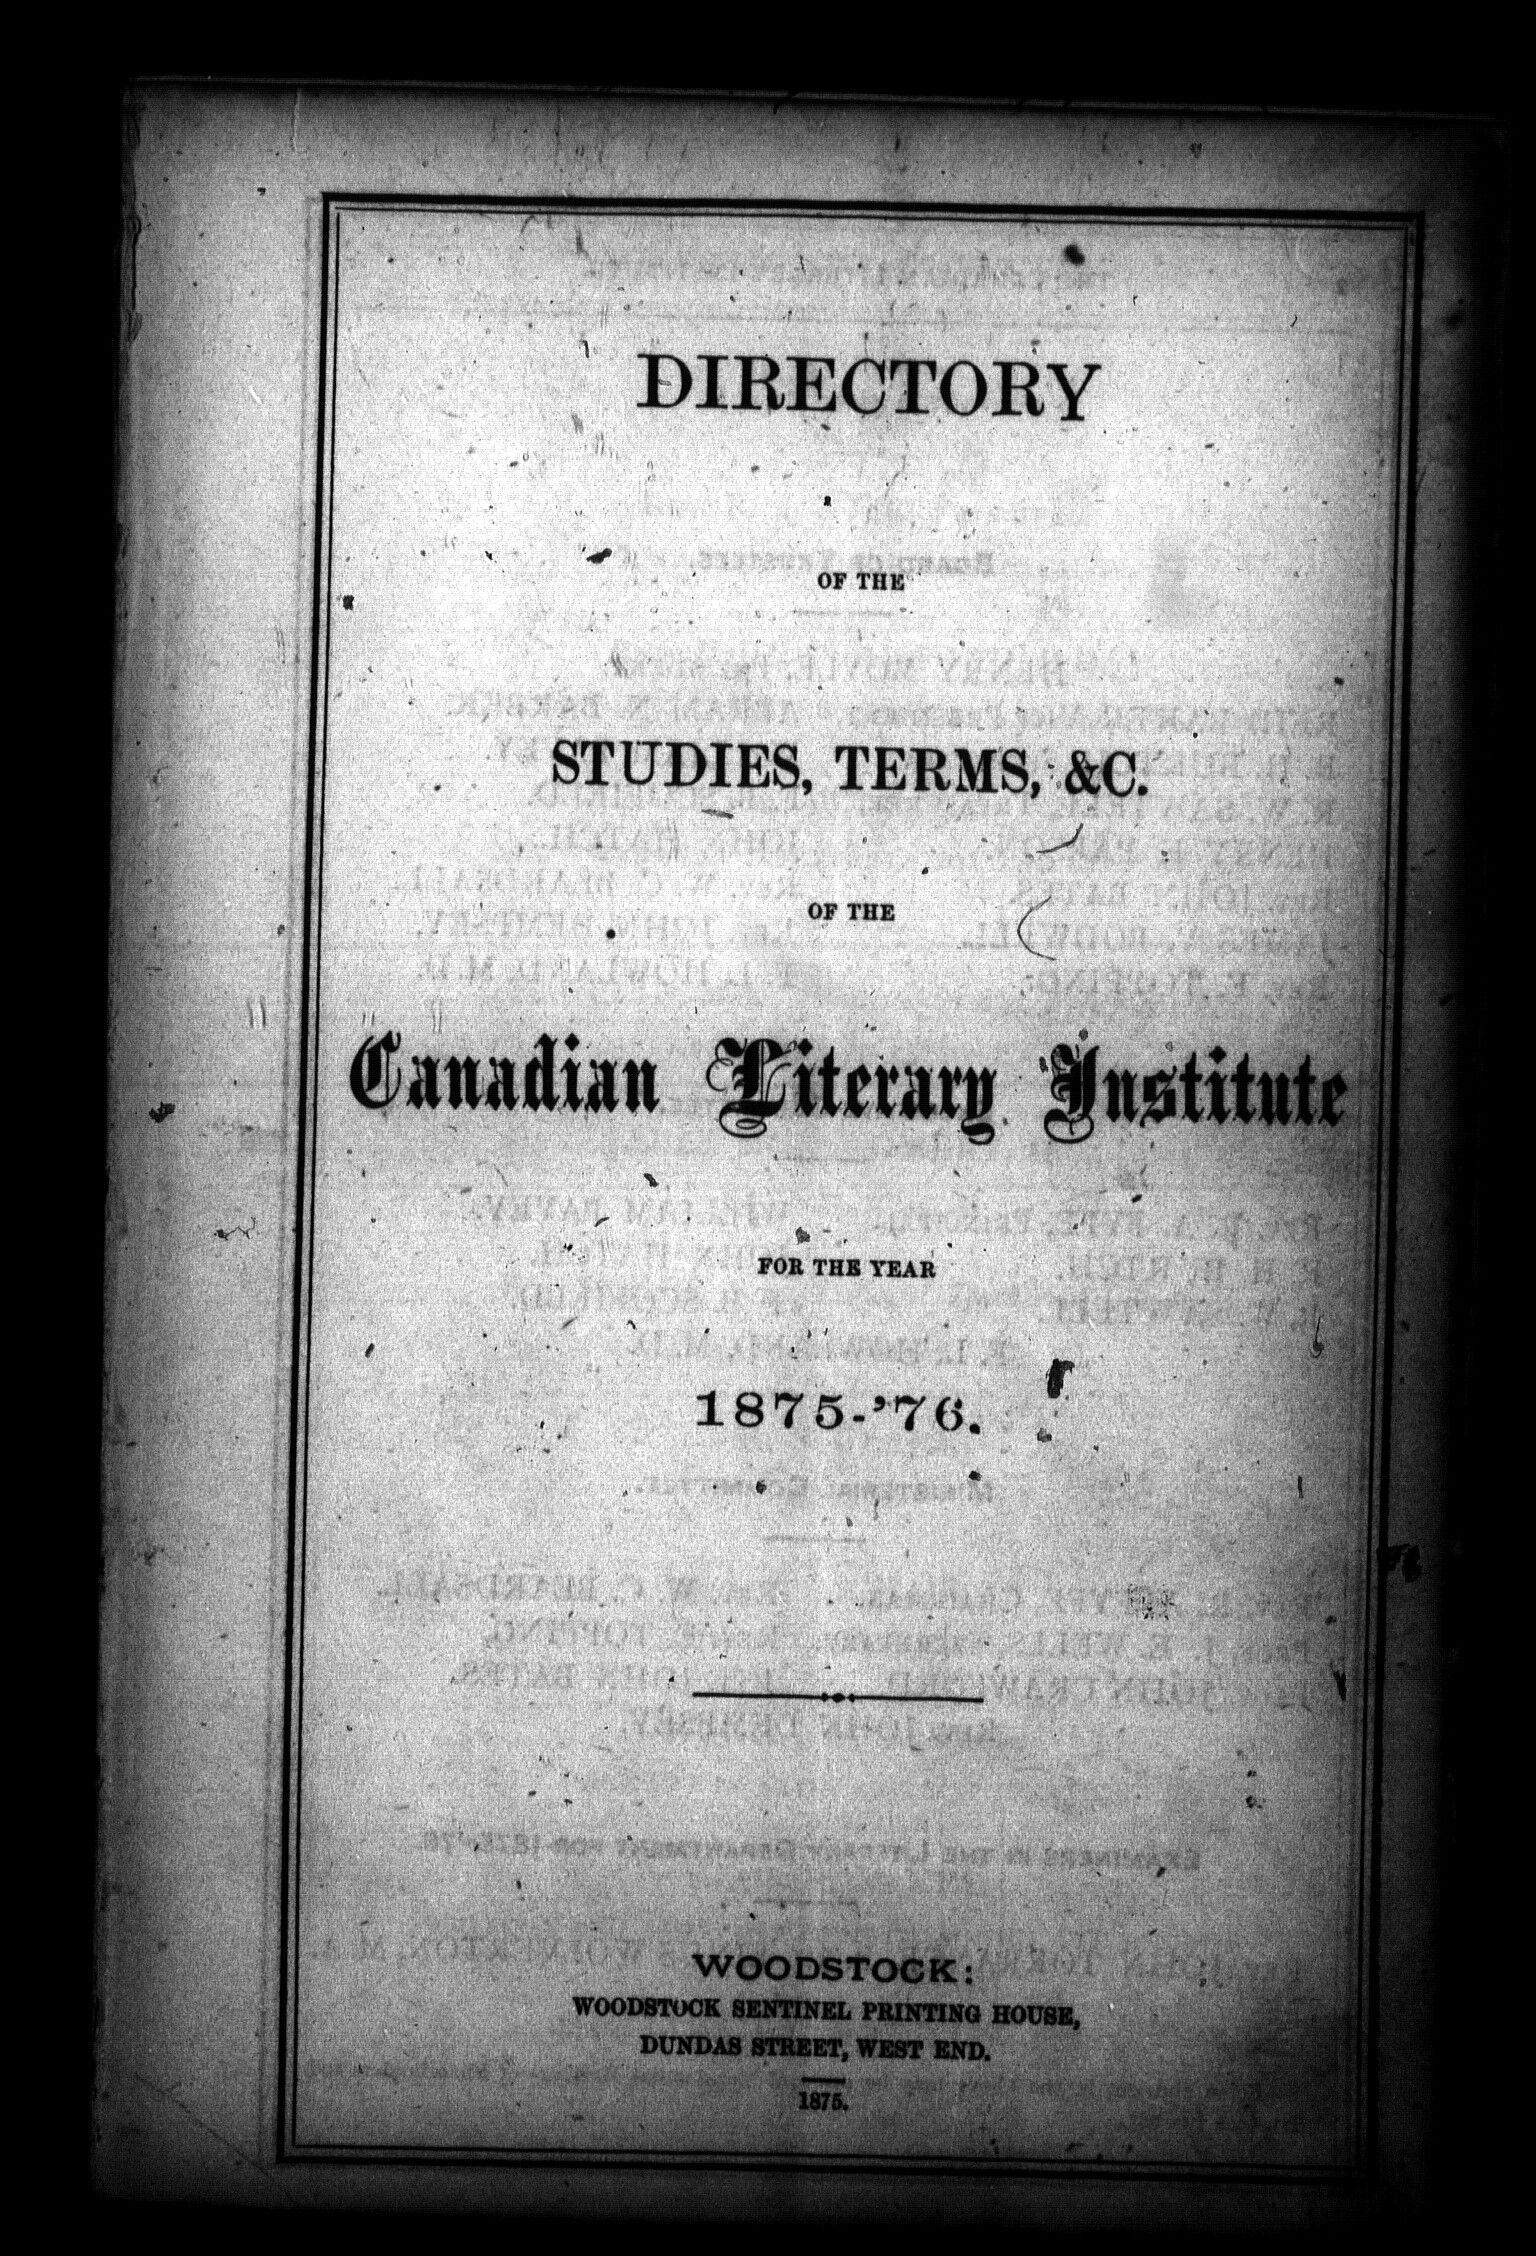 DIRECTORY
OF THE
STUDIES, TERMS, &C.
OF THE
Canadian Literary Institute
FOR THE YEAR
1875-'76.
WOODSTOCK:
WOODSTOCK SENTINEL PRINTING HOUSE,
DUNDAS STREET, WEST END.
1875.